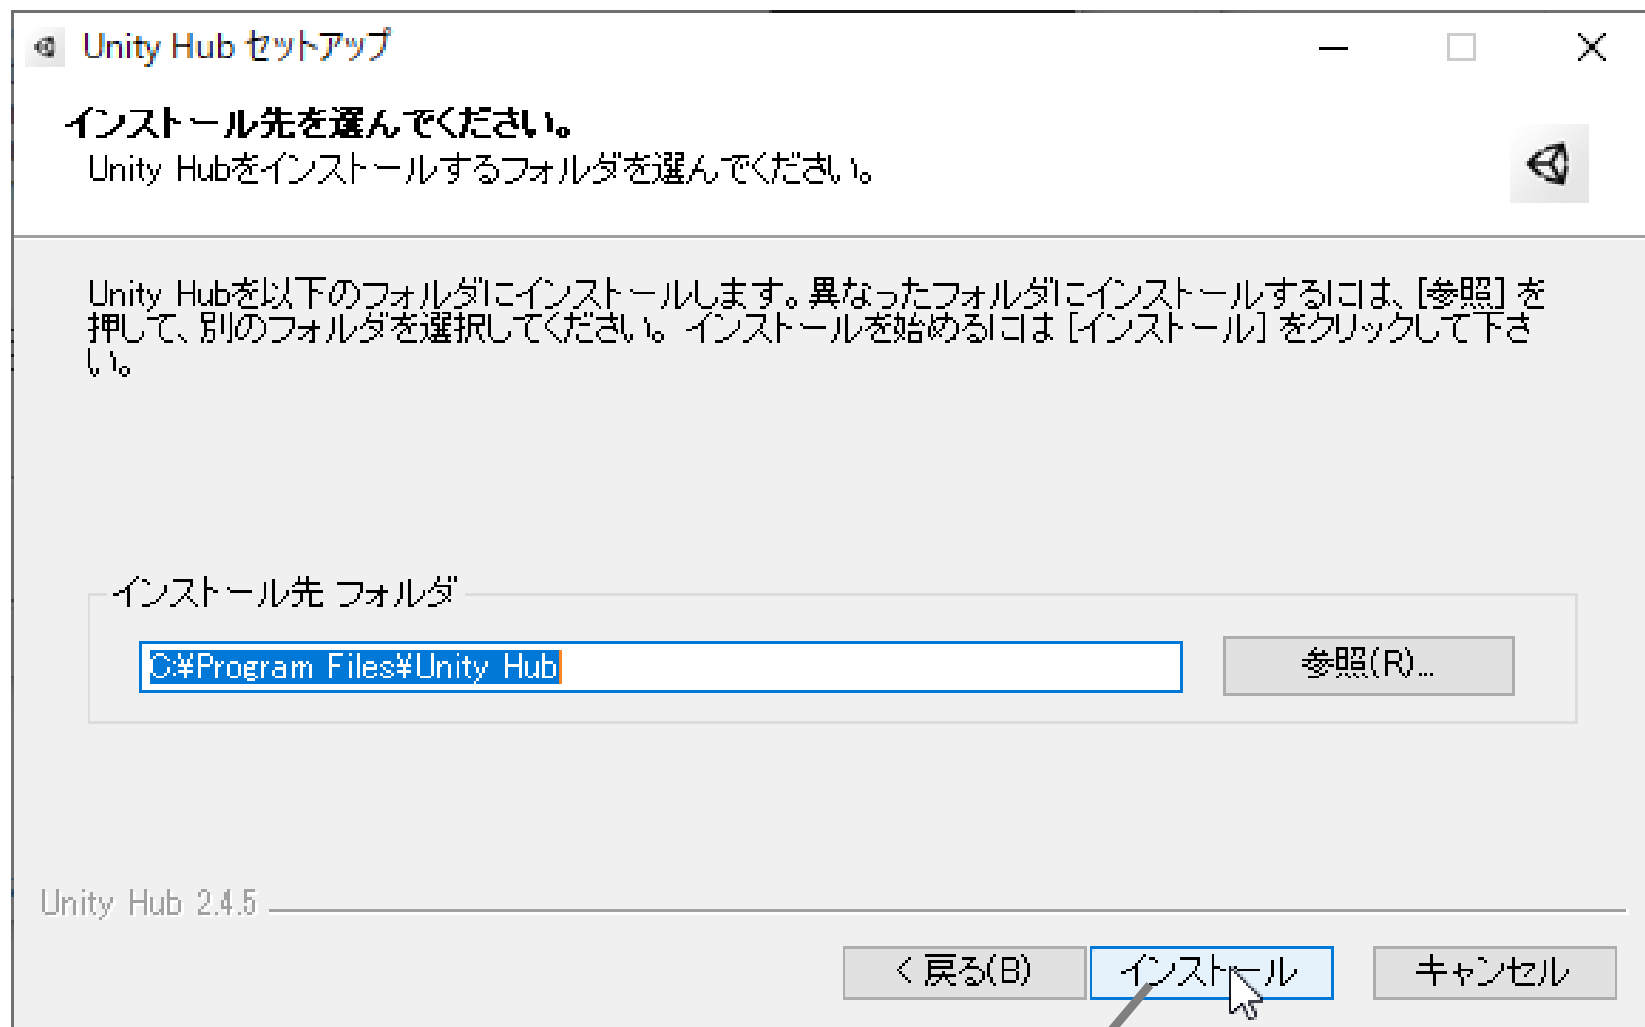 Unity Hub セットアップ
インストール先を選んでください。
Unity Hubをインストールするフォルダを選んでください。
Unity Hubを以下のフォルダにインストールします。異なったフォルダにインストールするには、[参照] を
押して、別のフォルダを選択してください。インストールを始めるには [インストール] をクリックして下さ
い。
インストール先 フォルダ
C:¥Program Files¥Unity Hub
参照(R)...
Unity Hub 2.4.5
< 戻る(B)
インストール
キャンセル